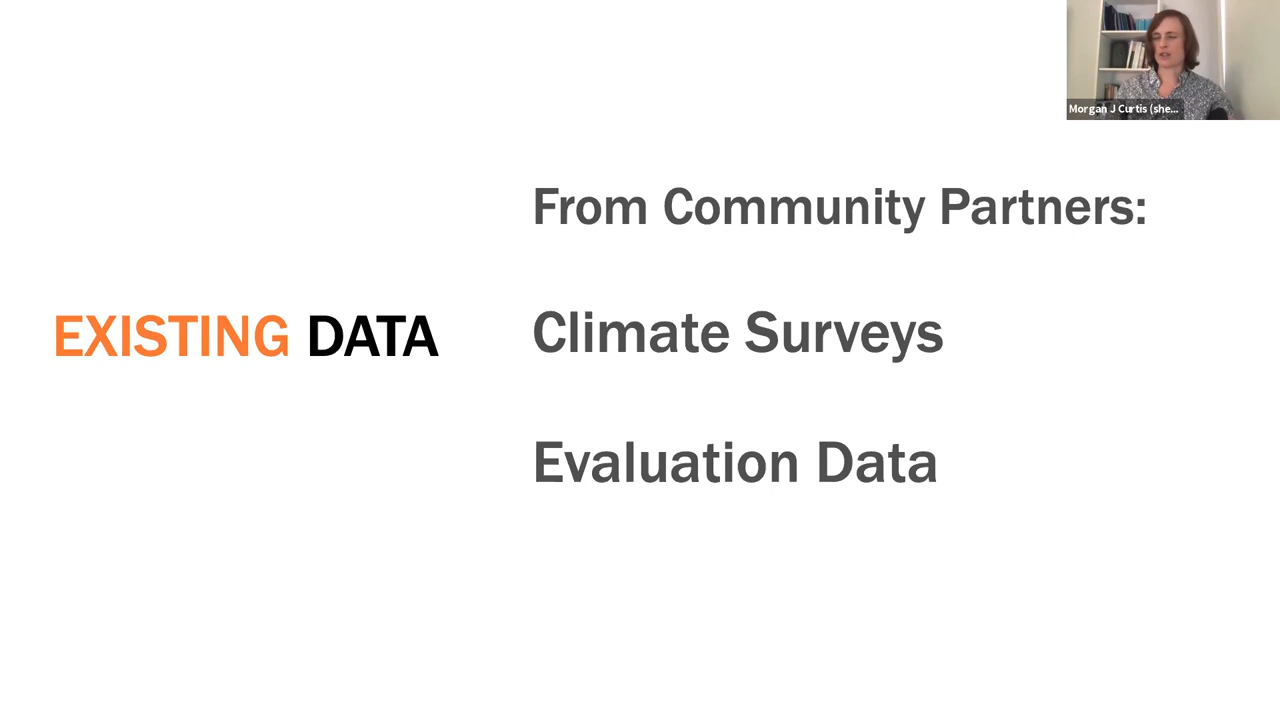 Morgan J Curtis (she...
From Community Partners:
EXISTING DATA
Climate Surveys
Evaluation Data